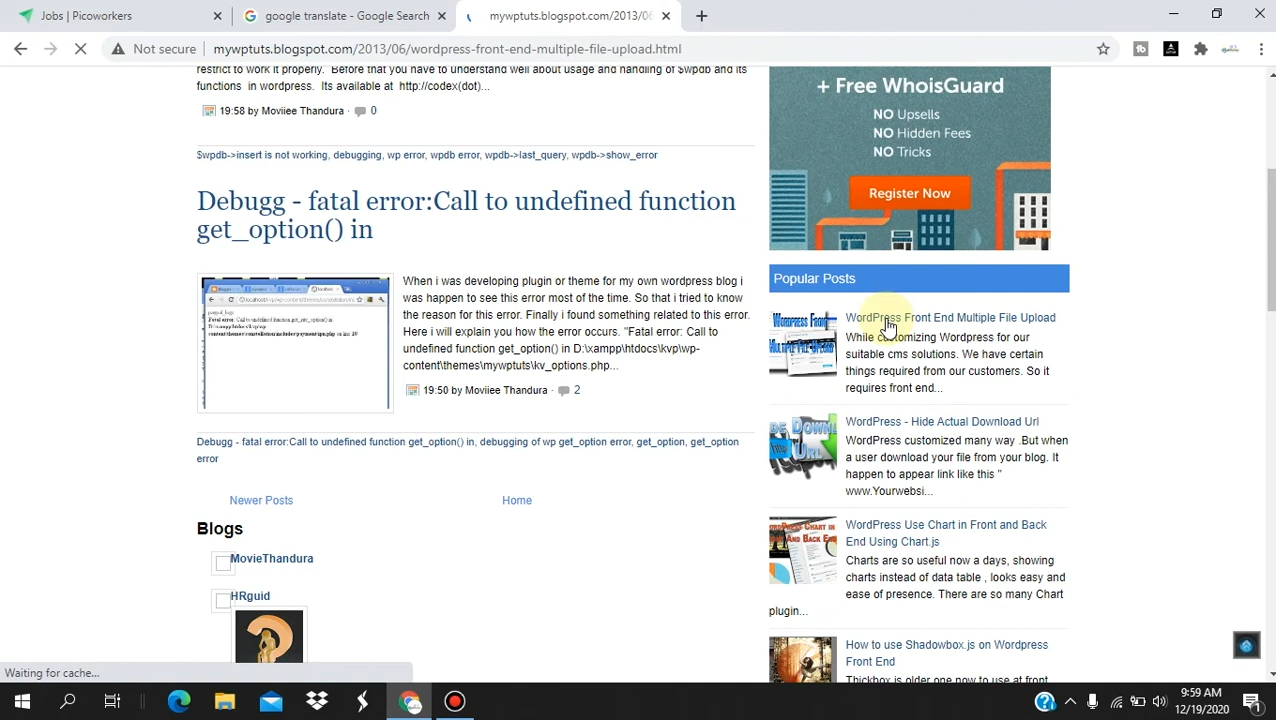 Jobs | Picoworkers
google translate - Google Search
mywptuts.blogspot.com/2013/06/
Not secure
mywptuts.blogspot.com/2013/06/wordpress-front-end-multiple-file-upload.html
restrict to work it properly. Before that you have to understand well about usage and handling of $wpdb and its
functions in wordpress. Its available at http://codex(dot)...
19:58 by Moviiee Thandura · 0
$wpdb->insert is not working, debugging, wp error, wpdb error, wpdb->last_query, wpdb->show_error
Debugg - fatal error:Call to undefined function
get_option() in
When i was developing plugin or theme for my own wordpress blog i
was happen to see this error most of the time. So that i tried to know
the reason for this error. Finally i found something related to this error.
Here i will explain you how the error occurs. "Fatal error: Call to
undefined function get_option() in D:\xampp\htdocs\kvp\wp-
content\themes\mywptuts\kv_options.php...
19:50 by Moviiee Thandura · 2
Debugg - fatal error:Call to undefined function get_option() in, debugging of wp get_option error, get_option, get_option
error
Newer Posts
Home
Blogs
MovieThandura
HRguid
+ Free WhoisGuard
NO Upsells
NO Hidden Fees
NO Tricks
Register Now
Popular Posts
WordPress Front End Multiple File Upload
While customizing Wordpress for our
suitable cms solutions. We have certain
things required from our customers. So it
requires front end...
WordPress - Hide Actual Download Url
WordPress customized many way .But when
a user download your file from your blog. It
happen to appear link like this "
www.Yourwebsi...
WordPress Use Chart in Front and Back
End Using Chart.js
Charts are so useful now a days, showing
charts instead of data table , looks easy and
ease of presence. There are so many Chart
plugin...
How to use Shadowbox.js on Wordpress
Front End
Thickbox is older one now to use at front
Waiting for cache...
9:59 AM
12/19/2020